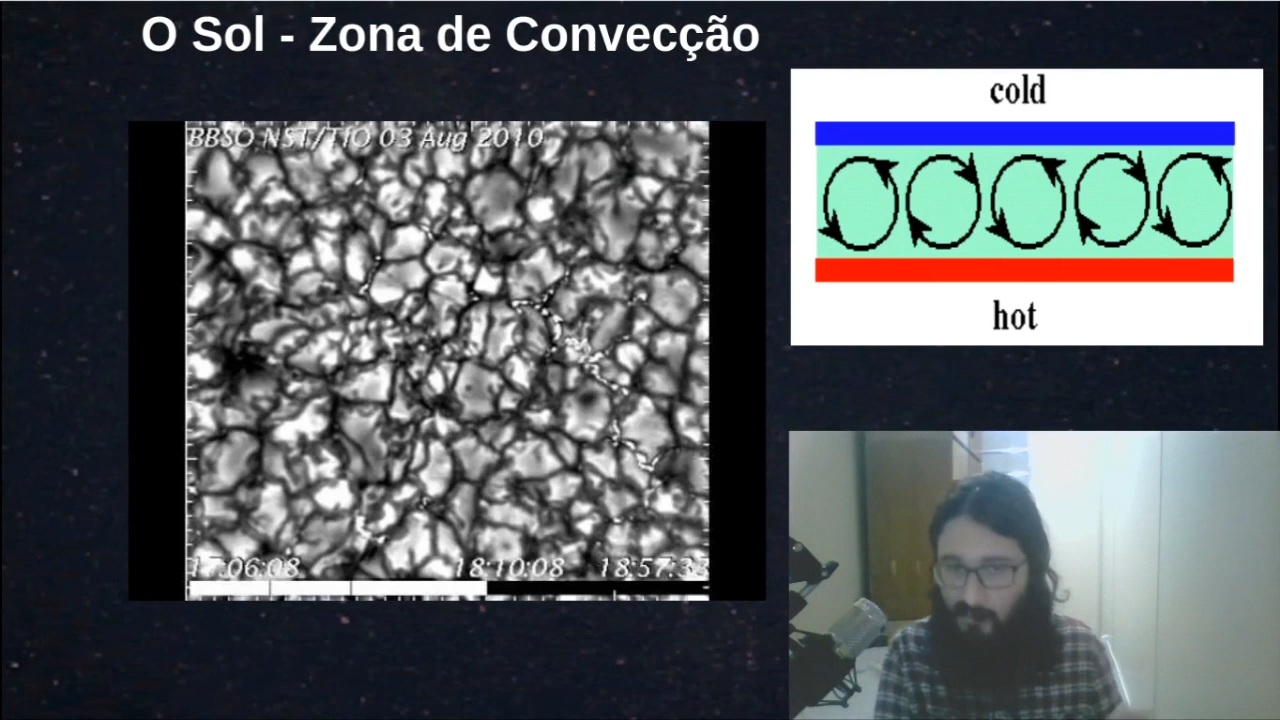 O Sol - Zona de Convecção
BBSO NST/TiO 03 Aug 2010
17:06:08 18:10:08 18:57:33
cold
hot